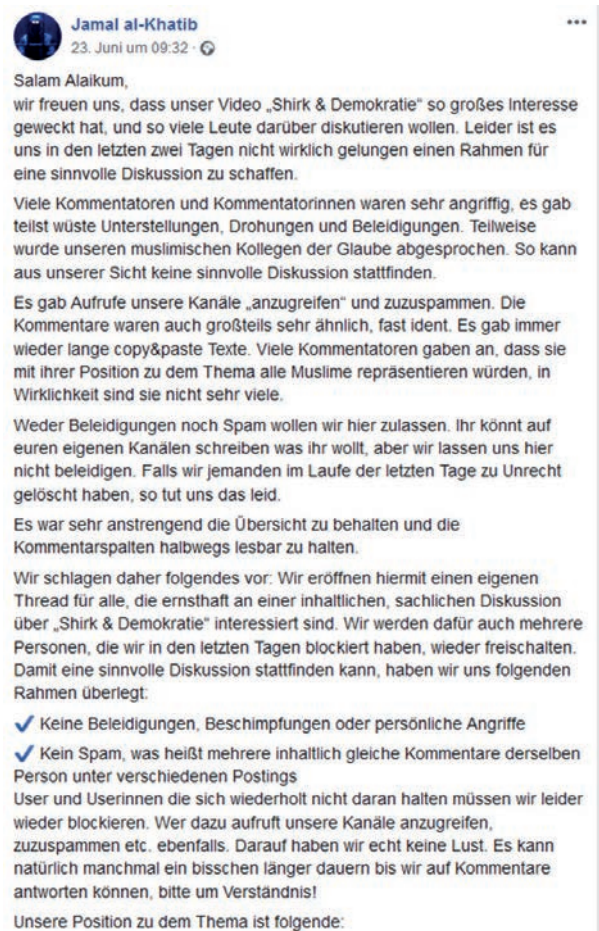 Jamal al-Khatib
23. Juni um 09:32 ·
Salam Alaikum,
wir freuen uns, dass unser Video „Shirk & Demokratie“ so großes Interesse
geweckt hat, und so viele Leute darüber diskutieren wollen. Leider ist es
uns in den letzten zwei Tagen nicht wirklich gelungen einen Rahmen für
eine sinnvolle Diskussion zu schaffen.
Viele Kommentatoren und Kommentatorinnen waren sehr angriffig, es gab
teilst wüste Unterstellungen, Drohungen und Beleidigungen. Teilweise
wurde unseren muslimischen Kollegen der Glaube abgesprochen. So kann
aus unserer Sicht keine sinnvolle Diskussion stattfinden.
Es gab Aufrufe unsere Kanäle „anzugreifen“ und zuzuspammen. Die
Kommentare waren auch großteils sehr ähnlich, fast ident. Es gab immer
wieder lange copy&paste Texte. Viele Kommentatoren gaben an, dass sie
mit ihrer Position zu dem Thema alle Muslime repräsentieren würden, in
Wirklichkeit sind sie nicht sehr viele.
Weder Beleidigungen noch Spam wollen wir hier zulassen. Ihr könnt auf
euren eigenen Kanälen schreiben was ihr wollt, aber wir lassen uns hier
nicht beleidigen. Falls wir jemanden im Laufe der letzten Tage zu Unrecht
gelöscht haben, so tut uns das leid.
Es war sehr anstrengend die Übersicht zu behalten und die
Kommentarspalten halbwegs lesbar zu halten.
Wir schlagen daher folgendes vor: Wir eröffnen hiermit einen eigenen
Thread für alle, die ernsthaft an einer inhaltlichen, sachlichen Diskussion
über „Shirk & Demokratie“ interessiert sind. Wir werden dafür auch mehrere
Personen, die wir in den letzten Tagen blockiert haben, wieder freischalten.
Damit eine sinnvolle Diskussion stattfinden kann, haben wir uns folgenden
Rahmen überlegt:
✓ Keine Beleidigungen, Beschimpfungen oder persönliche Angriffe
✓ Kein Spam, was heißt mehrere inhaltlich gleiche Kommentare derselben
Person unter verschiedenen Postings
User und Userinnen die sich wiederholt nicht daran halten müssen wir leider
wieder blockieren. Wer dazu aufruft unsere Kanäle anzugreifen,
zuzuspammen etc. ebenfalls. Darauf haben wir echt keine Lust. Es kann
natürlich manchmal ein bisschen länger dauern bis wir auf Kommentare
antworten können, bitte um Verständnis!
Unsere Position zu dem Thema ist folgende: